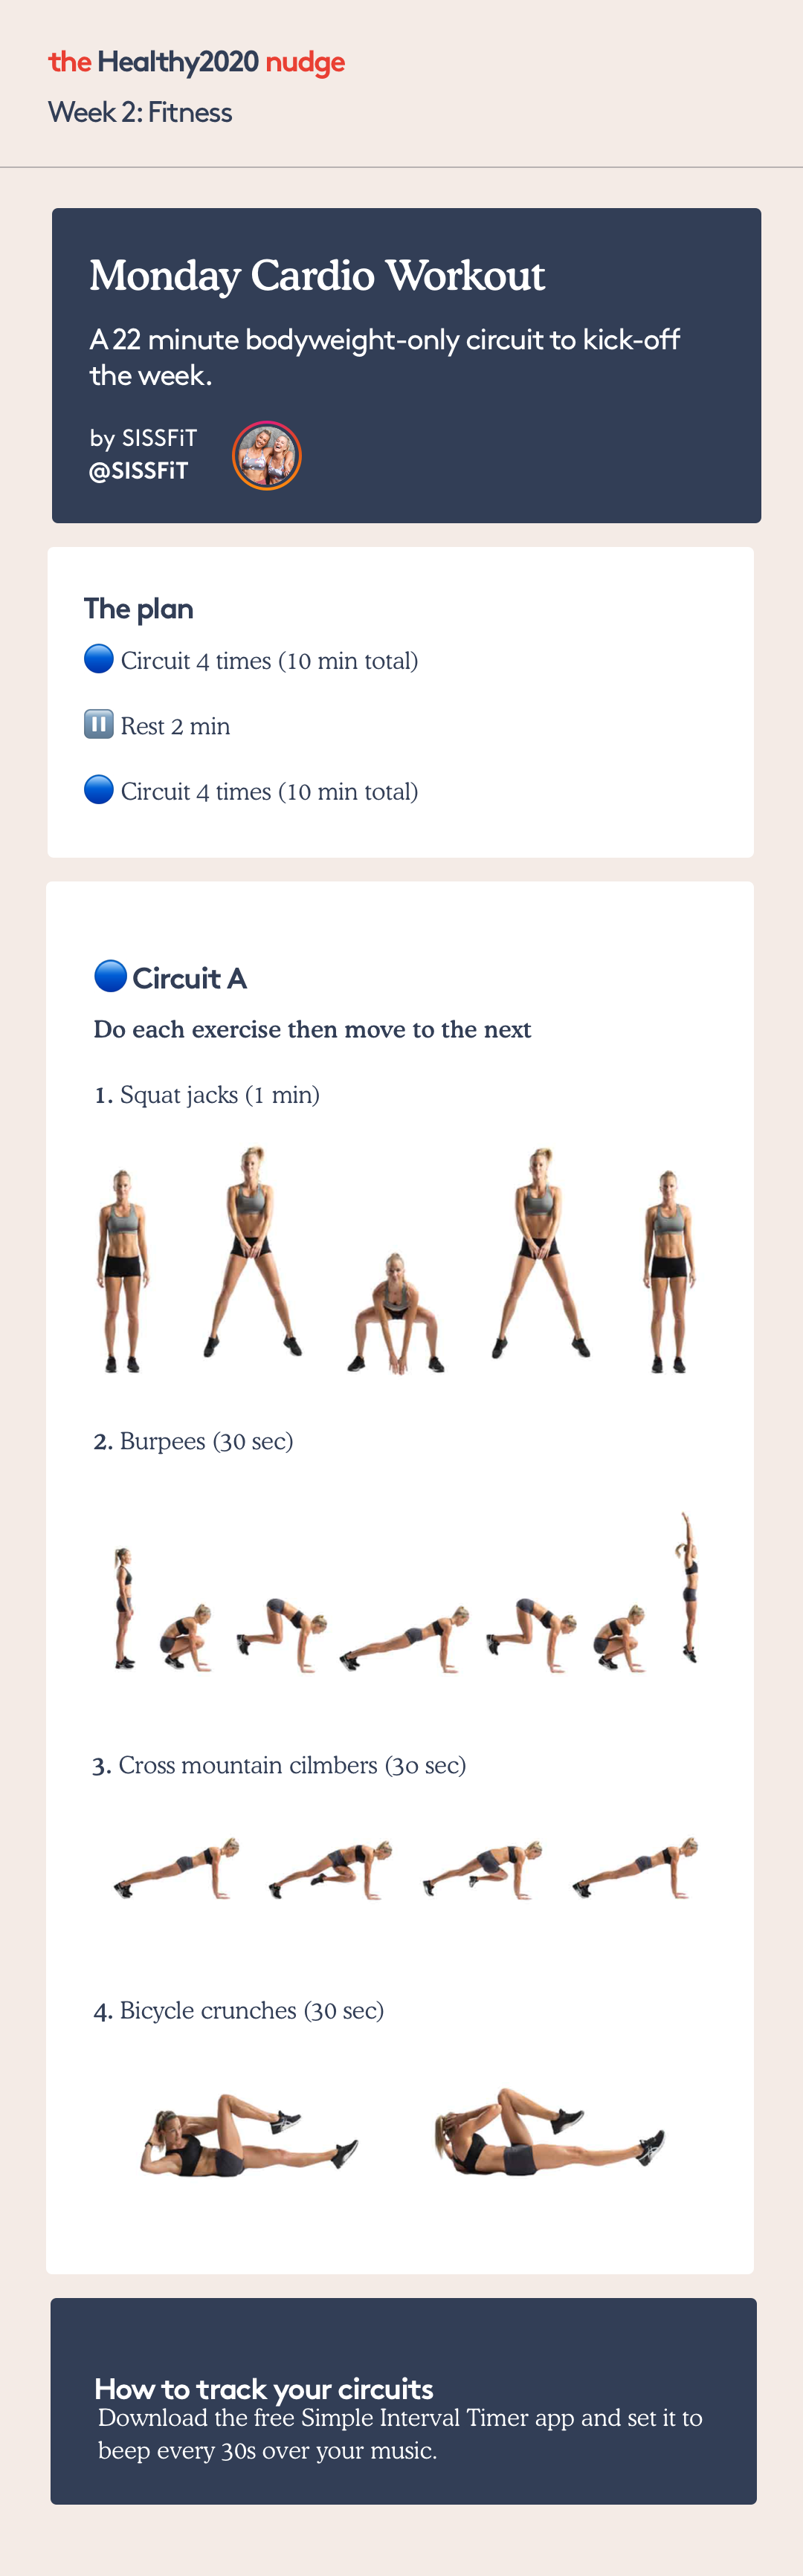 the Healthy2020 nudge
Week 2: Fitness
Monday Cardio Workout
A 22 minute bodyweight-only circuit to kick-off
the week.
by SISSFiT
@SISSFiT
The plan
Circuit 4 times (10 min total)
Rest 2 min
Circuit 4 times (10 min total)
Circuit A
Do each exercise then move to the next
1. Squat jacks (1 min)
2. Burpees (30 sec)
3. Cross mountain cilmbers (3o sec)
4. Bicycle crunches (30 sec)
How to track your circuits
Download the free Simple Interval Timer app and set it to
beep every 30s over your music.